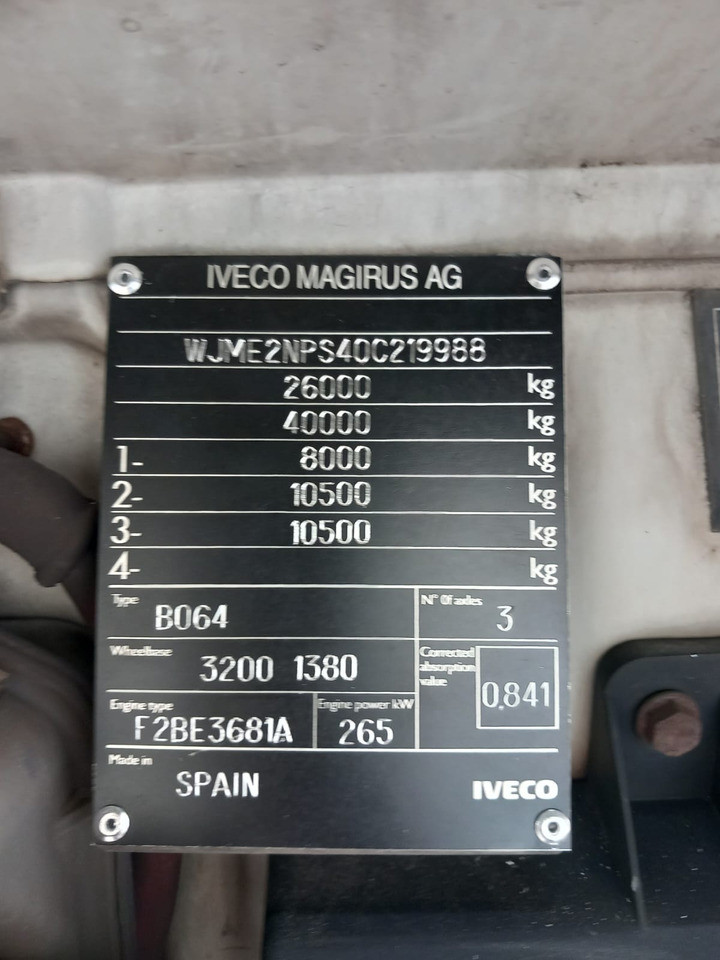 IVECO MAGIRUS AG
WJME2NPS40C219988
26000 kg
40000 kg
1- 8000 kg
2- 10500 kg
3- 10500 kg
4- kg
Type B064
N° Of axles 3
Wheelbase 3200 1380
Corrected absorption value 0.841
Engine type F2BE3681A
Engine power kW 265
Made in SPAIN
IVECO